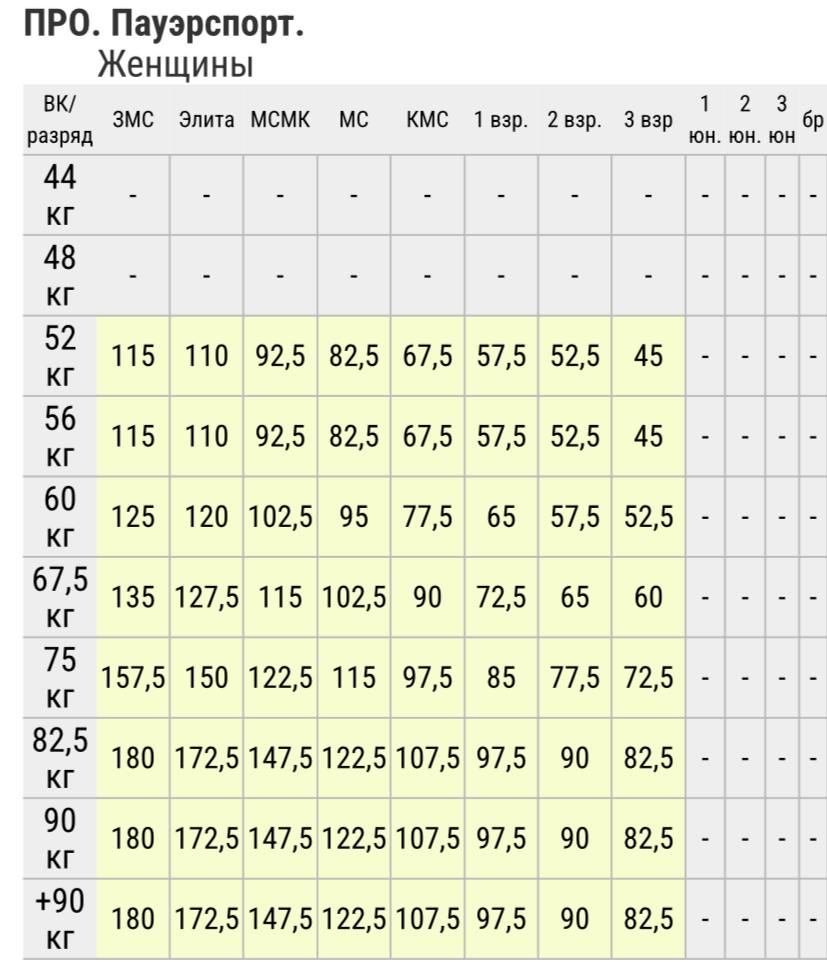 ПРО. Пауэрспорт.
Женщины
ВК/разряд ЗМС Элита МСМК МС КМС 1 взр. 2 взр. 3 взр 1 юн. 2 юн. 3 юн бр
44 кг - - - - - - - - - - - -
48 кг - - - - - - - - - - - -
52 кг 115 110 92,5 82,5 67,5 57,5 52,5 45 - - - -
56 кг 115 110 92,5 82,5 67,5 57,5 52,5 45 - - - -
60 кг 125 120 102,5 95 77,5 65 57,5 52,5 - - - -
67,5 кг 135 127,5 115 102,5 90 72,5 65 60 - - - -
75 кг 157,5 150 122,5 115 97,5 85 77,5 72,5 - - - -
82,5 кг 180 172,5 147,5 122,5 107,5 97,5 90 82,5 - - - -
90 кг 180 172,5 147,5 122,5 107,5 97,5 90 82,5 - - - -
+90 кг 180 172,5 147,5 122,5 107,5 97,5 90 82,5 - - - -